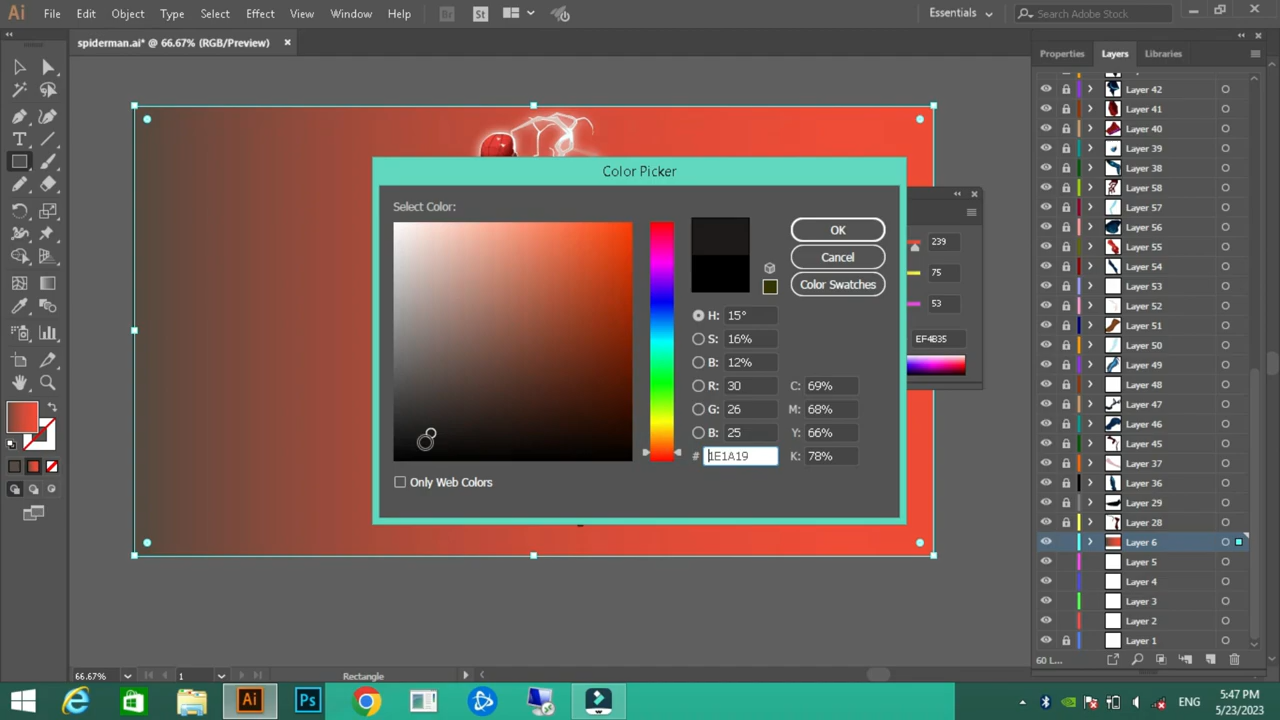 Ai File Edit Object Type Select Effect View Window Help Br St Essentials Search Adobe Stock
spiderman.ai* @ 66.67% (RGB/Preview)
Properties Layers Libraries
Layer 42
Layer 41
Layer 40
Layer 39
Layer 38
Layer 58
Layer 57
Layer 56
Layer 55
Layer 54
Layer 53
Layer 52
Layer 51
Layer 50
Layer 49
Layer 48
Layer 47
Layer 46
Layer 45
Layer 37
Layer 36
Layer 29
Layer 28
Layer 6
Layer 5
Layer 4
Layer 3
Layer 2
Layer 1
60 L...
Color Picker
Select Color:
OK
Cancel
Color Swatches
H: 15°
S: 16%
B: 12%
R: 30 C: 69%
G: 26 M: 68%
B: 25 Y: 66%
# 1E1A19 K: 78%
Only Web Colors
239
75
53
EF4B35
66.67% 1 Rectangle
Ai Ps ENG 5:47 PM
5/23/2023